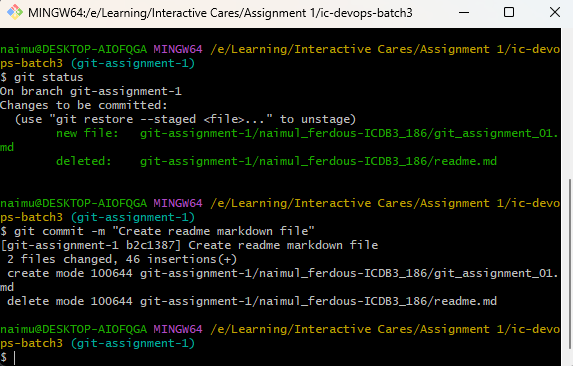 MINGW64:/e/Learning/Interactive Cares/Assignment 1/ic-devops-batch3
naimu@DESKTOP-AIOFQGA MINGW64 /e/Learning/Interactive Cares/Assignment 1/ic-devo
ps-batch3 (git-assignment-1)
$ git status
On branch git-assignment-1
Changes to be committed:
  (use "git restore --staged <file>..." to unstage)
        new file:   git-assignment-1/naimul_ferdous-ICDB3_186/git_assignment_01.
md
        deleted:    git-assignment-1/naimul_ferdous-ICDB3_186/readme.md
naimu@DESKTOP-AIOFQGA MINGW64 /e/Learning/Interactive Cares/Assignment 1/ic-devo
ps-batch3 (git-assignment-1)
$ git commit -m "Create readme markdown file"
[git-assignment-1 b2c1387] Create readme markdown file
 2 files changed, 46 insertions(+)
 create mode 100644 git-assignment-1/naimul_ferdous-ICDB3_186/git_assignment_01.
md
 delete mode 100644 git-assignment-1/naimul_ferdous-ICDB3_186/readme.md
naimu@DESKTOP-AIOFQGA MINGW64 /e/Learning/Interactive Cares/Assignment 1/ic-devo
ps-batch3 (git-assignment-1)
$